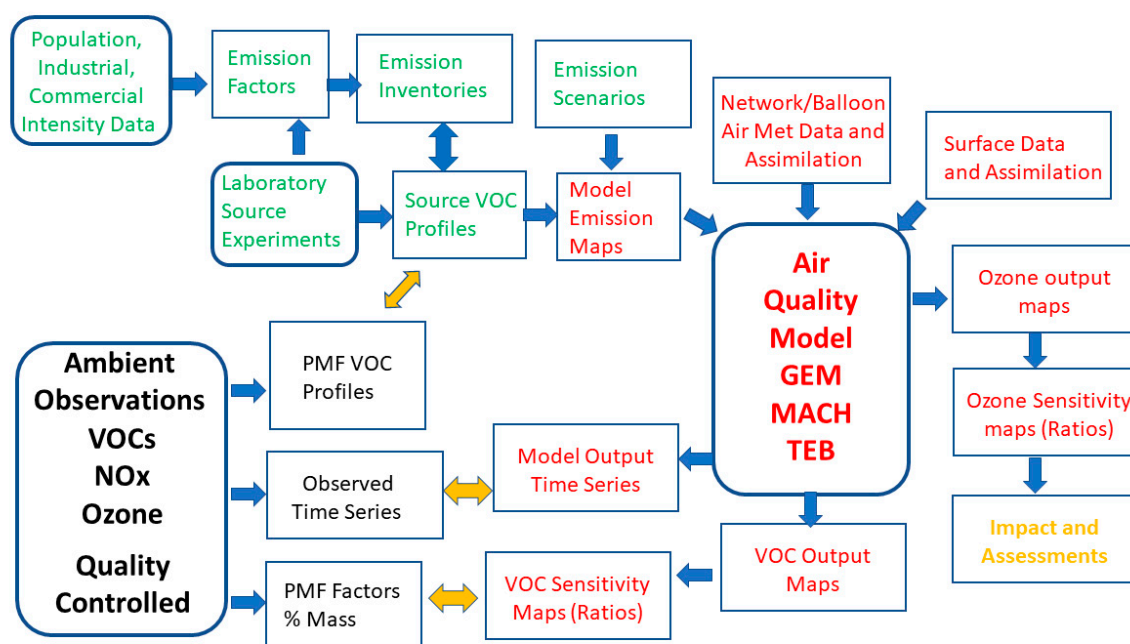 Population,
Industrial,
Commercial
Intensity Data
Emission
Factors
Emission
Inventories
Emission
Scenarios
Network/Balloon
Air Met Data and
Assimilation
Surface Data
and Assimilation
Laboratory
Source
Experiments
Source VOC
Profiles
Model
Emission
Maps
Air
Quality
Model
GEM
MACH
TEB
Ozone output
maps
Ozone Sensitivity
maps (Ratios)
Impact and
Assessments
Ambient
Observations
VOCs
NOx
Ozone
Quality
Controlled
PMF VOC
Profiles
Observed
Time Series
Model Output
Time Series
PMF Factors
% Mass
VOC Sensitivity
Maps (Ratios)
VOC Output
Maps